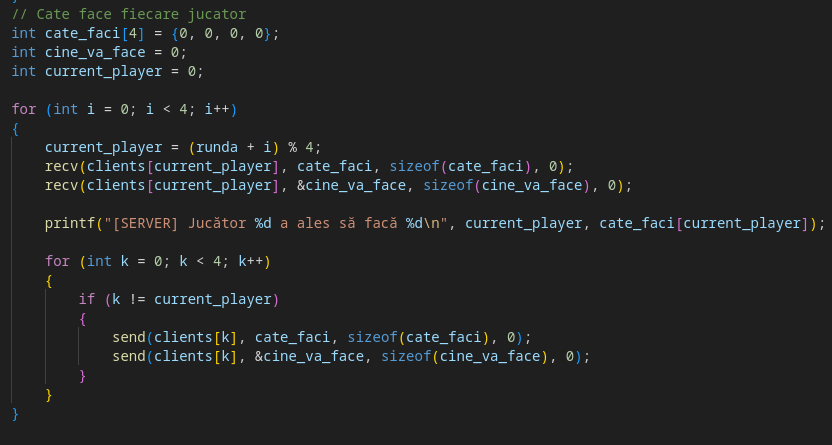 // Cate face fiecare jucator
int cate_faci[4] = {0, 0, 0, 0};
int cine_va_face = 0;
int current_player = 0;
for (int i = 0; i < 4; i++)
{
current_player = (runda + i) % 4;
recv(clients[current_player], cate_faci, sizeof(cate_faci), 0);
recv(clients[current_player], &cine_va_face, sizeof(cine_va_face), 0);
printf("[SERVER] Jucător %d a ales să facă %d\n", current_player, cate_faci[current_player]);
for (int k = 0; k < 4; k++)
{
if (k != current_player)
{
send(clients[k], cate_faci, sizeof(cate_faci), 0);
send(clients[k], &cine_va_face, sizeof(cine_va_face), 0);
}
}
}